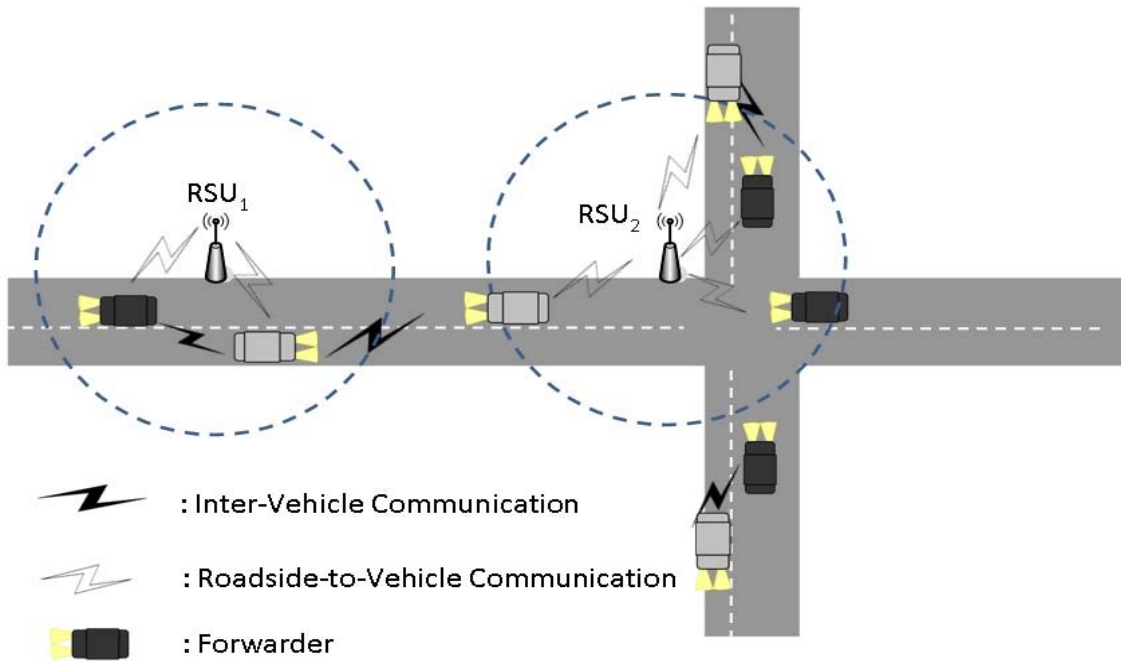 RSU1
RSU2
: Inter-Vehicle Communication
: Roadside-to-Vehicle Communication
: Forwarder